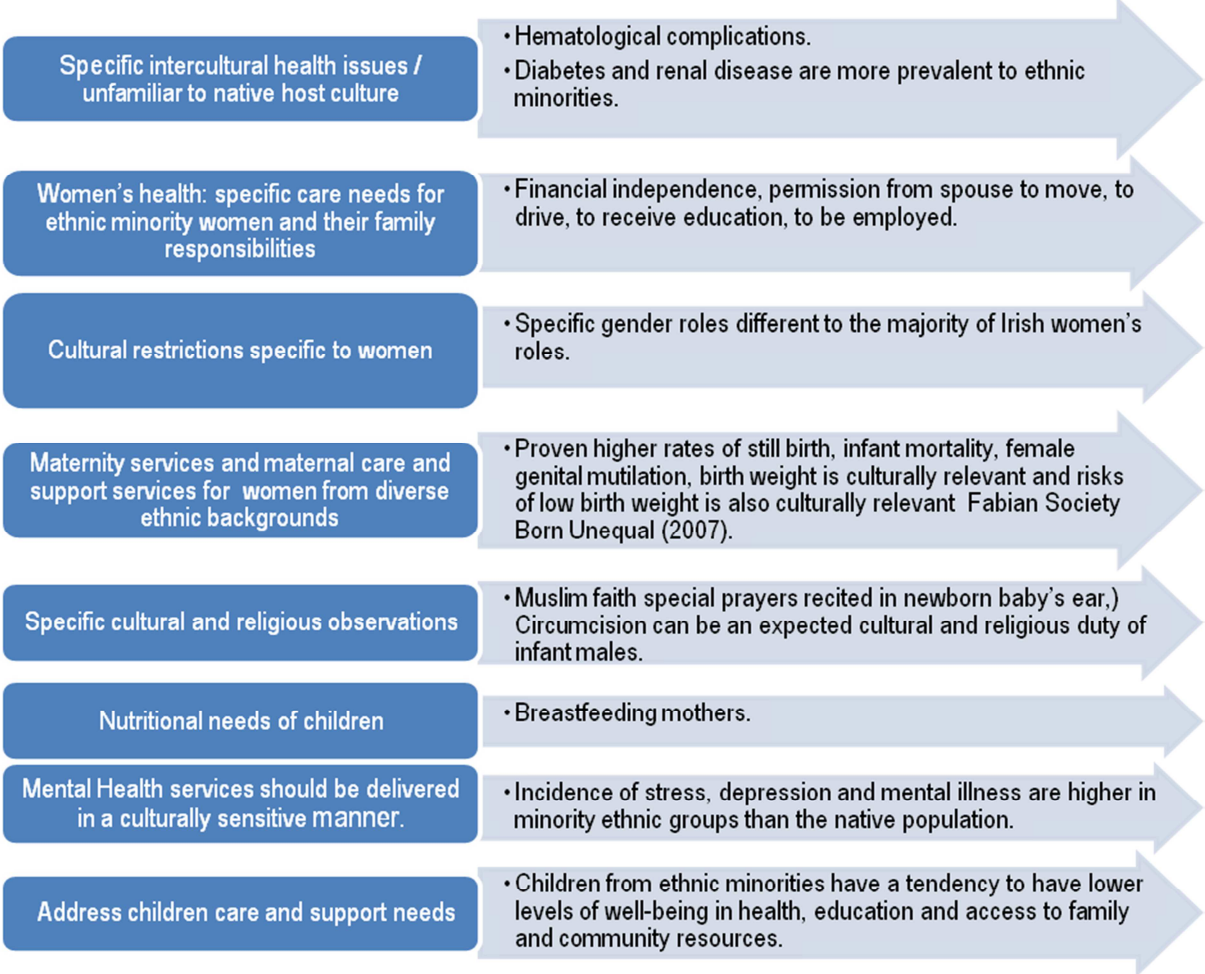 Specific intercultural health issues /
unfamiliar to native host culture
• Hematological complications.
• Diabetes and renal disease are more prevalent to ethnic
minorities.
Women's health: specific care needs for
ethnic minority women and their family
responsibilities
• Financial independence, permission from spouse to move, to
drive, to receive education, to be employed.
Cultural restrictions specific to women
• Specific gender roles different to the majority of Irish women's
roles.
Maternity services and maternal care and
support services for women from diverse
ethnic backgrounds
• Proven higher rates of still birth, infant mortality, female
genital mutilation, birth weight is culturally relevant and risks
of low birth weight is also culturally relevant Fabian Society
Born Unequal (2007).
Specific cultural and religious observations
• Muslim faith special prayers recited in newborn baby's ear,)
Circumcision can be an expected cultural and religious duty of
infant males.
Nutritional needs of children
• Breastfeeding mothers.
Mental Health services should be delivered
in a culturally sensitive manner.
• Incidence of stress, depression and mental illness are higher in
minority ethnic groups than the native population.
Address children care and support needs
• Children from ethnic minorities have a tendency to have lower
levels of well-being in health, education and access to family
and community resources.